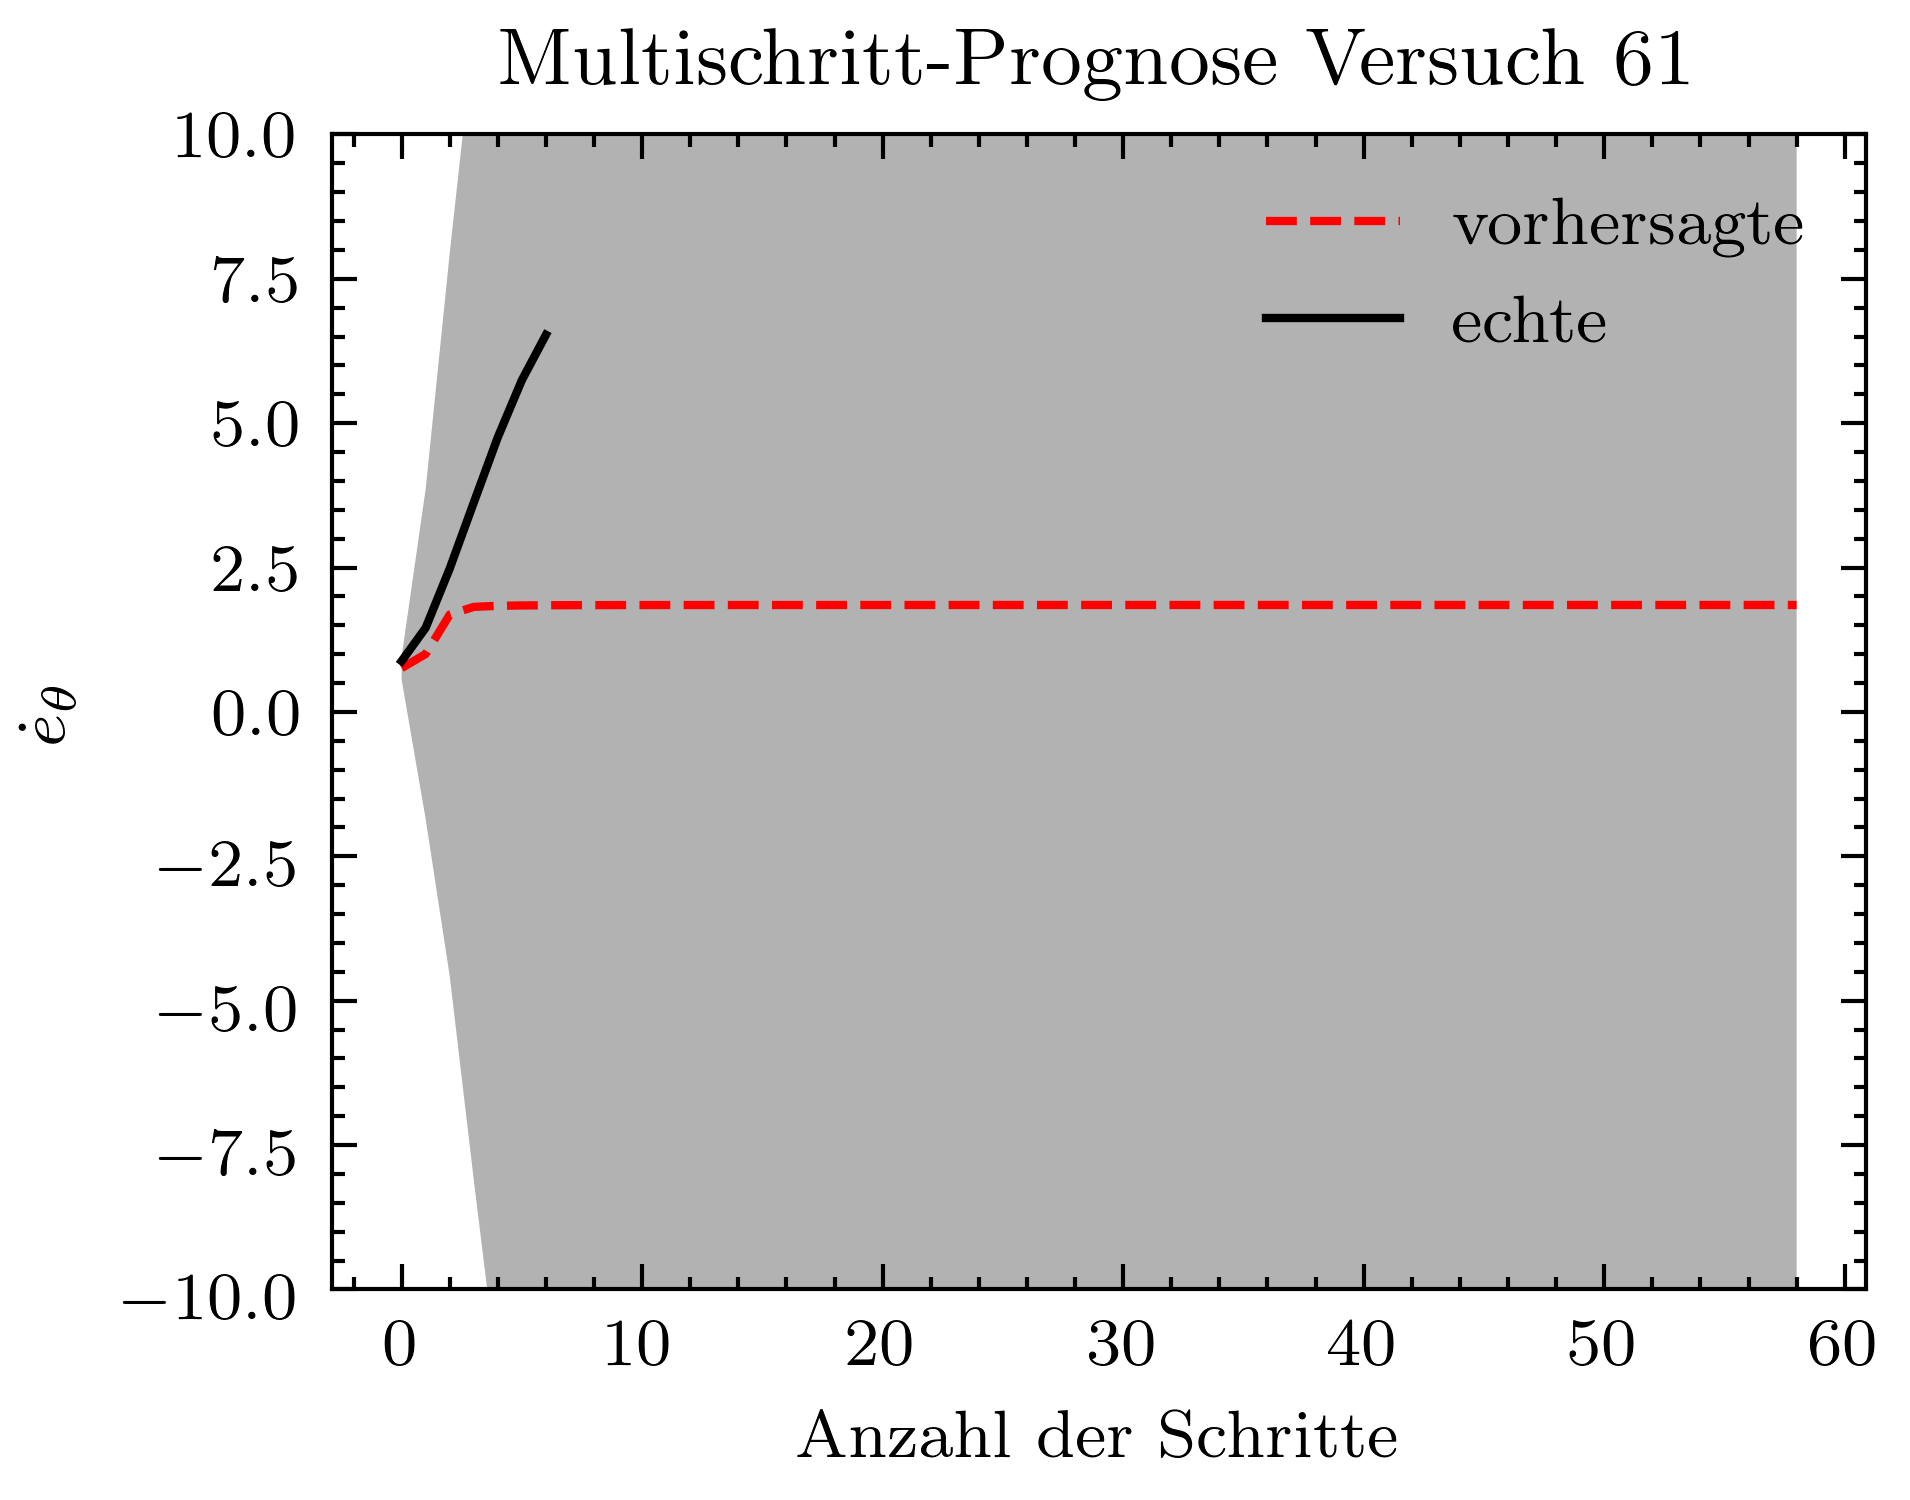 Multischritt-Prognose Versuch 61
10.0
7.5
5.0
2.5
0.0
−2.5
−5.0
−7.5
−10.0
ė_θ
vorhersagte
echte
0 10 20 30 40 50 60
Anzahl der Schritte